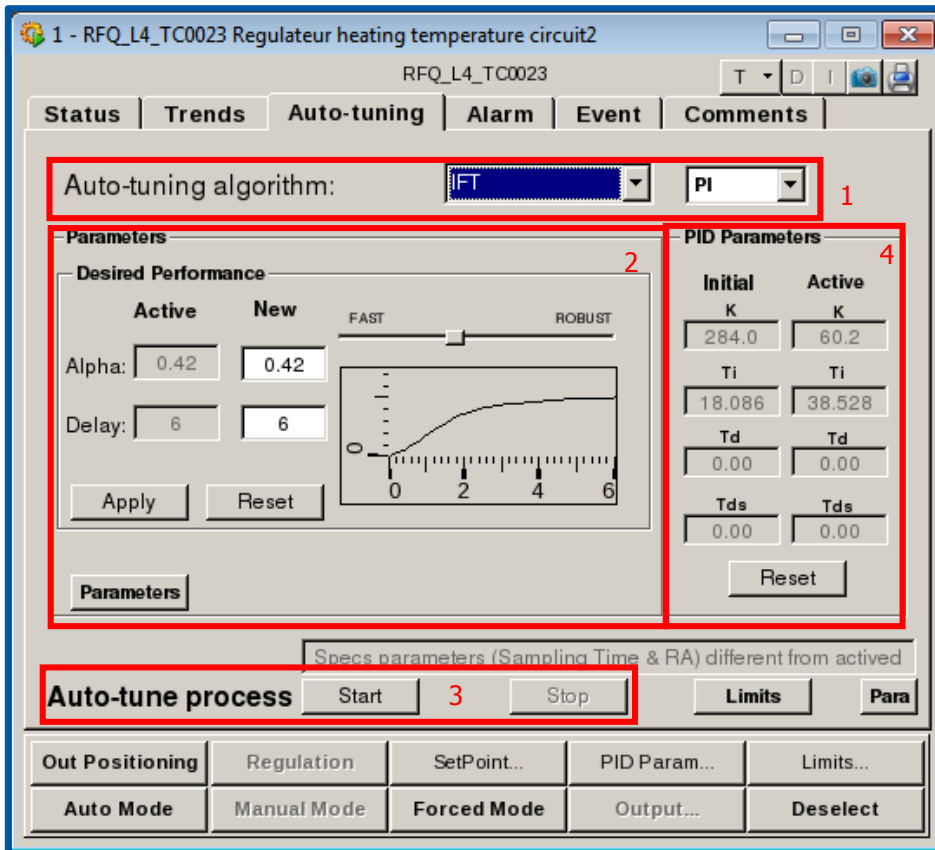 1 - RFQ_L4_TC0023 Regulateur heating temperature circuit2
RFQ_L4_TC0023
T D I
Status Trends Auto-tuning Alarm Event Comments
Auto-tuning algorithm: IFT PI 1
Parameters 2
Desired Performance
Active New FAST ROBUST
Alpha: 0.42 0.42
Delay: 6 6
0
0 2 4 6
Apply Reset
Parameters
PID Parameters 4
Initial Active
K K
284.0 60.2
Ti Ti
18.086 38.528
Td Td
0.00 0.00
Tds Tds
0.00 0.00
Reset
Specs parameters (Sampling Time & RA) different from actived
Auto-tune process Start 3 Stop Limits Para
Out Positioning Regulation SetPoint... PID Param... Limits...
Auto Mode Manual Mode Forced Mode Output... Deselect